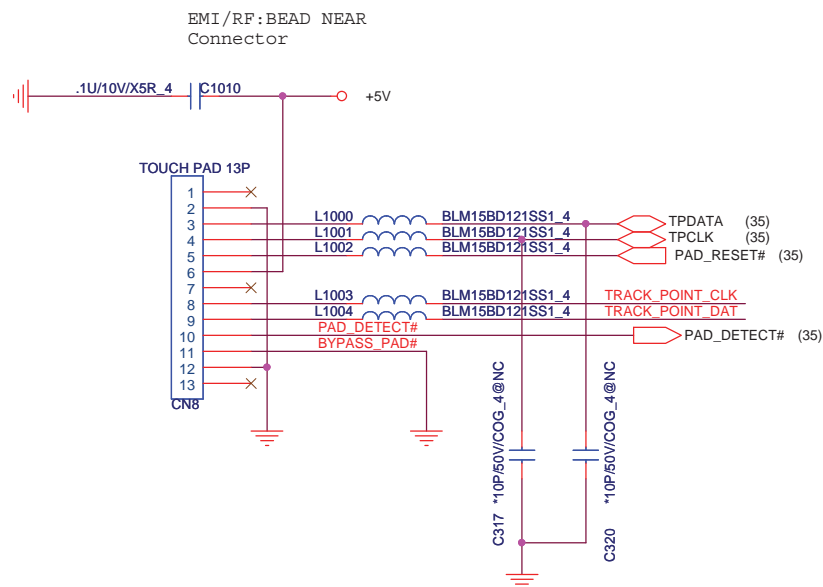 EMI/RF:BEAD NEAR
Connector
.1U/10V/X5R_4
C1010
+5V
TOUCH PAD 13P
1
2
3
4
5
6
7
8
9
10
11
12
13
CN8
L1000
BLM15BD121SS1_4
TPDATA
(35)
L1001
BLM15BD121SS1_4
TPCLK
(35)
L1002
BLM15BD121SS1_4
PAD_RESET#
(35)
L1003
BLM15BD121SS1_4
TRACK_POINT_CLK
L1004
BLM15BD121SS1_4
TRACK_POINT_DAT
PAD_DETECT#
PAD_DETECT#
(35)
BYPASS_PAD#
C317
*10P/50V/COG_4@NC
C320
*10P/50V/COG_4@NC